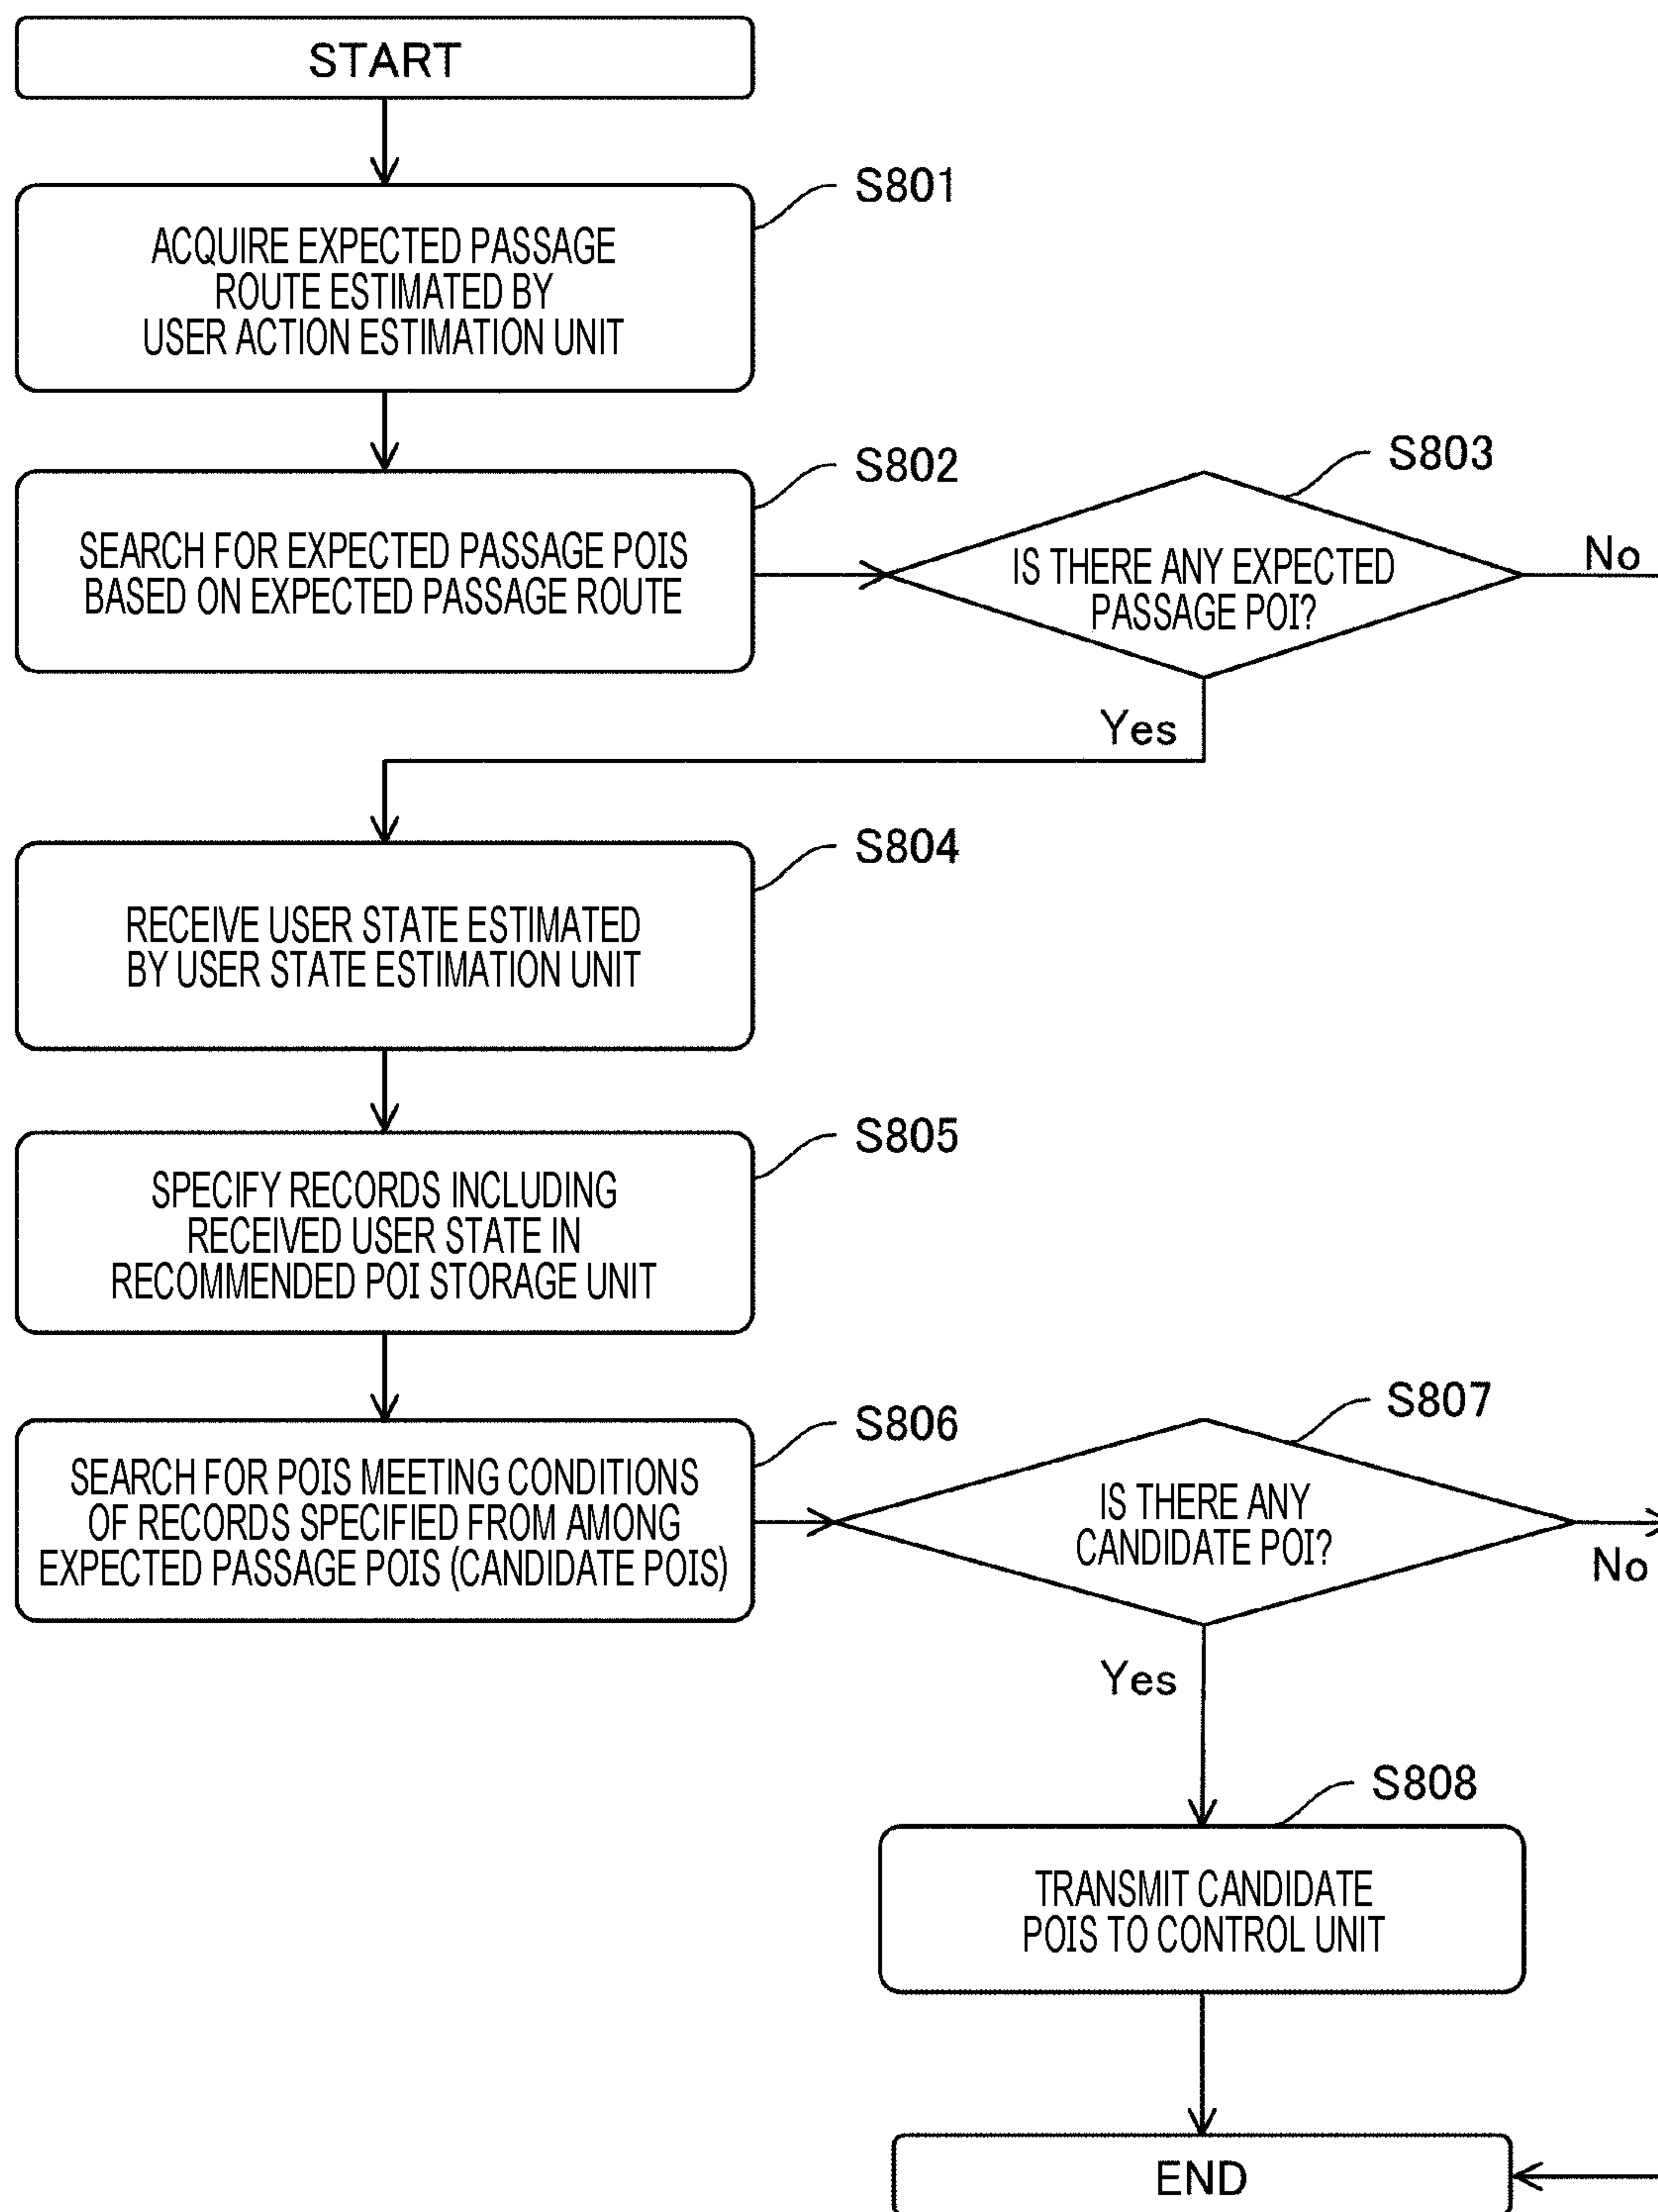 START
S801
ACQUIRE EXPECTED PASSAGE
ROUTE ESTIMATED BY
USER ACTION ESTIMATION UNIT
S802
SEARCH FOR EXPECTED PASSAGE POIS
BASED ON EXPECTED PASSAGE ROUTE
S803
IS THERE ANY EXPECTED
PASSAGE POI?
No
Yes
S804
RECEIVE USER STATE ESTIMATED
BY USER STATE ESTIMATION UNIT
S805
SPECIFY RECORDS INCLUDING
RECEIVED USER STATE IN
RECOMMENDED POI STORAGE UNIT
S806
SEARCH FOR POIS MEETING CONDITIONS
OF RECORDS SPECIFIED FROM AMONG
EXPECTED PASSAGE POIS (CANDIDATE POIS)
S807
IS THERE ANY
CANDIDATE POI?
No
Yes
S808
TRANSMIT CANDIDATE
POIS TO CONTROL UNIT
END